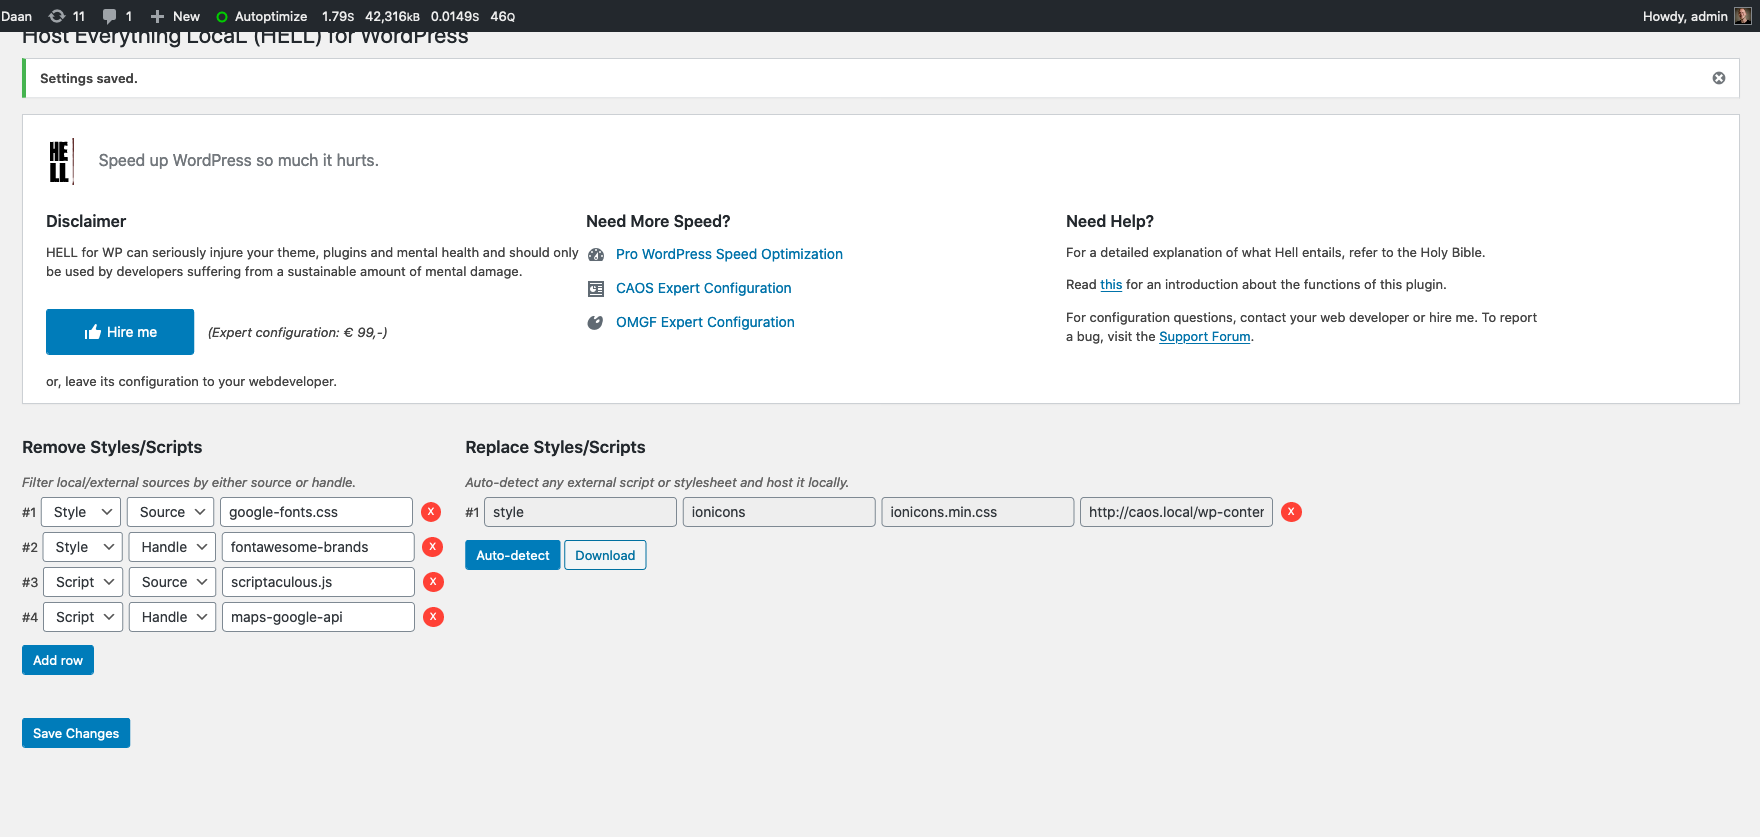 Daan 11 1 New Autoptimize 1.79S 42,316KB 0.0149S 46Q Howdy, admin
Host Everything Local (HELL) for WordPress
Settings saved.
HE
LL
Speed up WordPress so much it hurts.
Disclaimer
HELL for WP can seriously injure your theme, plugins and mental health and should only
be used by developers suffering from a sustainable amount of mental damage.
Hire me (Expert configuration: € 99,-)
or, leave its configuration to your webdeveloper.
Need More Speed?
Pro WordPress Speed Optimization
CAOS Expert Configuration
OMGF Expert Configuration
Need Help?
For a detailed explanation of what Hell entails, refer to the Holy Bible.
Read this for an introduction about the functions of this plugin.
For configuration questions, contact your web developer or hire me. To report
a bug, visit the Support Forum.
Remove Styles/Scripts
Filter local/external sources by either source or handle.
#1 Style Source google-fonts.css X
#2 Style Handle fontawesome-brands X
#3 Script Source scriptaculous.js X
#4 Script Handle maps-google-api X
Add row
Replace Styles/Scripts
Auto-detect any external script or stylesheet and host it locally.
#1 style ionicons ionicons.min.css http://caos.local/wp-conter X
Auto-detect Download
Save Changes